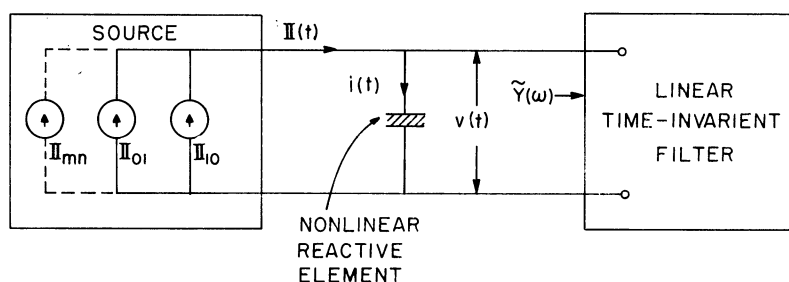 SOURCE
𝕀(t)
i(t)
v(t)
Ỹ(ω)
LINEAR
TIME-INVARIENT
FILTER
𝕀mn
𝕀01
𝕀10
NONLINEAR
REACTIVE
ELEMENT